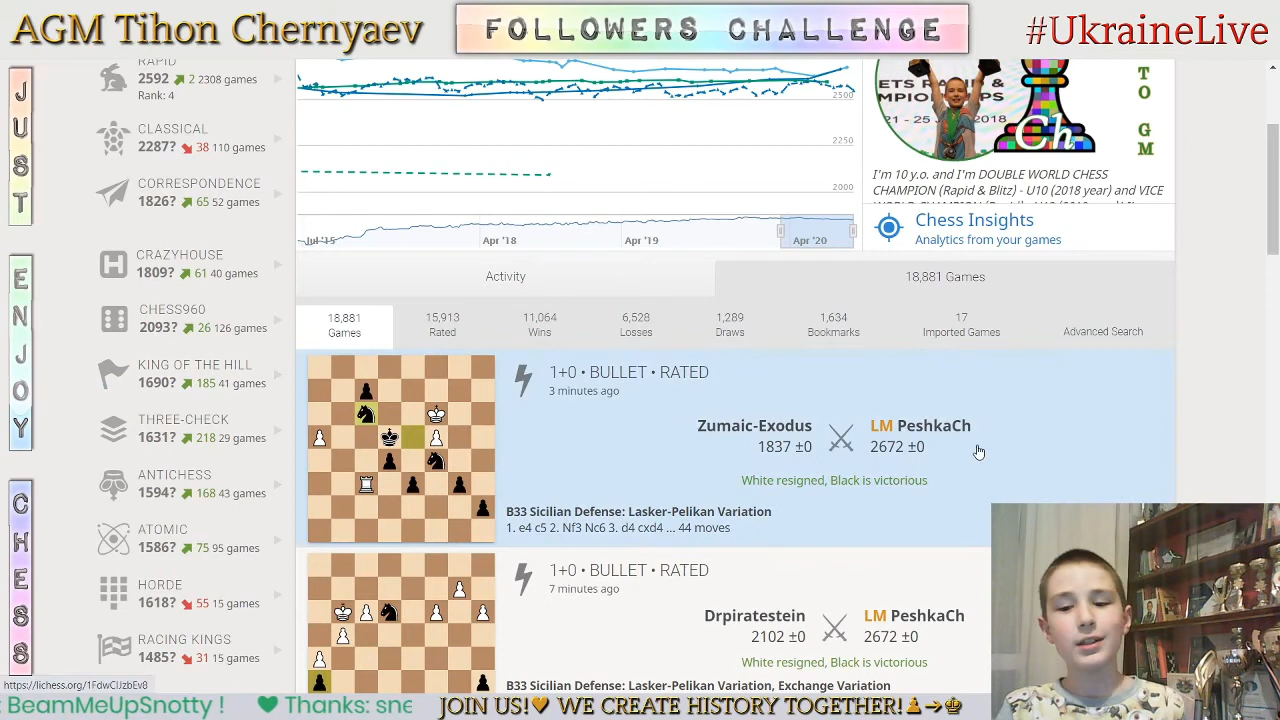 AGM Tihon Chernyaev
FOLLOWERS CHALLENGE
#UkraineLive
JUST
ENJOY
CHESS
RAPID
2592 2 2308 games
Rank: 4
CLASSICAL
2287? 38 110 games
CORRESPONDENCE
1826? 65 52 games
CRAZYHOUSE
1809? 61 40 games
CHESS960
2093? 26 126 games
KING OF THE HILL
1690? 185 41 games
THREE-CHECK
1631? 218 29 games
ANTICHESS
1594? 168 43 games
ATOMIC
1586? 75 95 games
HORDE
1618? 55 15 games
RACING KINGS
1485? 31 15 games
2500
2250
2000
Jul '15
Apr '18
Apr '19
Apr '20
21 - 25 2018
Ch
TO
GM
I'm 10 y.o. and I'm DOUBLE WORLD CHESS
CHAMPION (Rapid & Blitz) - U10 (2018 year) and VICE
Chess Insights
Analytics from your games
Activity
18,881 Games
18,881
Games
15,913
Rated
11,064
Wins
6,528
Losses
1,289
Draws
1,634
Bookmarks
17
Imported Games
Advanced Search
1+0 • BULLET • RATED
3 minutes ago
Zumaic-Exodus
1837 ±0
LM PeshkaCh
2672 ±0
White resigned, Black is victorious
B33 Sicilian Defense: Lasker-Pelikan Variation
1. e4 c5 2. Nf3 Nc6 3. d4 cxd4 ... 44 moves
1+0 • BULLET • RATED
7 minutes ago
Drpiratestein
2102 ±0
LM PeshkaCh
2672 ±0
White resigned, Black is victorious
B33 Sicilian Defense: Lasker-Pelikan Variation, Exchange Variation
https://lichess.org/1FdwClJzbEv8
BeamMeUpSnotty ! Thanks: sne
JOIN US! WE CREATE HISTORY TOGETHER!